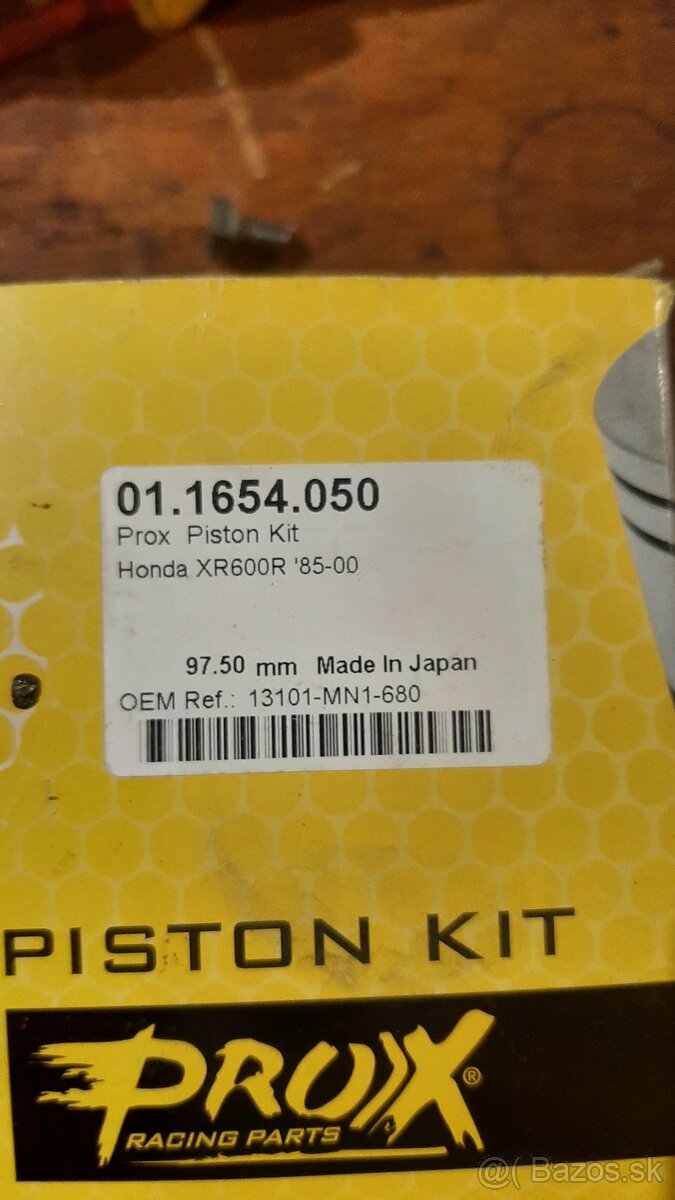 01.1654.050
Prox Piston Kit
Honda XR600R '85-00
97.50 mm Made In Japan
OEM Ref.: 13101-MN1-680
PISTON KIT
PROX®
RACING PARTS
@( Bazos.sk